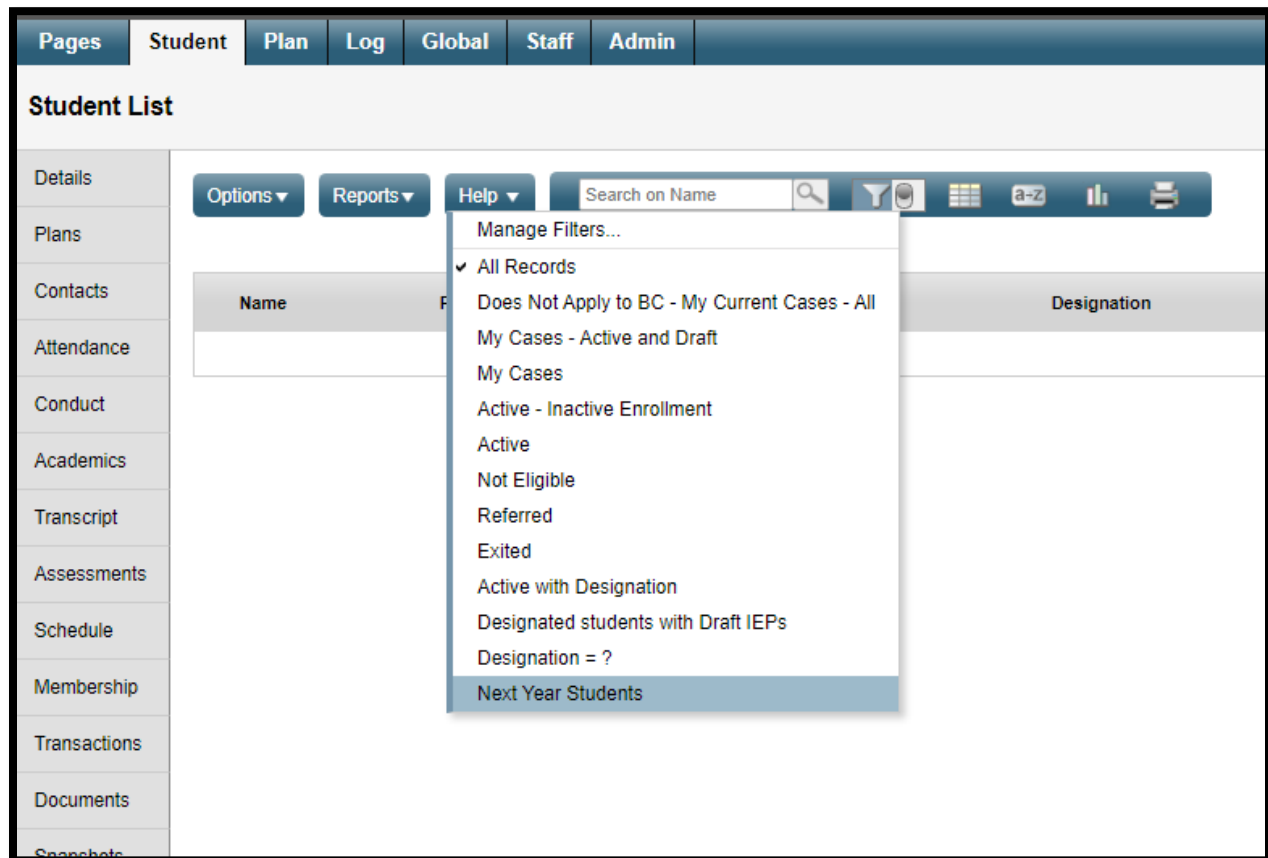 Pages Student Plan Log Global Staff Admin
Student List
Details
Plans
Contacts
Attendance
Conduct
Academics
Transcript
Assessments
Schedule
Membership
Transactions
Documents
Snapshots
Options Reports Help Search on Name a-z
Manage Filters...
All Records
Does Not Apply to BC - My Current Cases - All
My Cases - Active and Draft
My Cases
Active - Inactive Enrollment
Active
Not Eligible
Referred
Exited
Active with Designation
Designated students with Draft IEPs
Designation = ?
Next Year Students
Name Designation